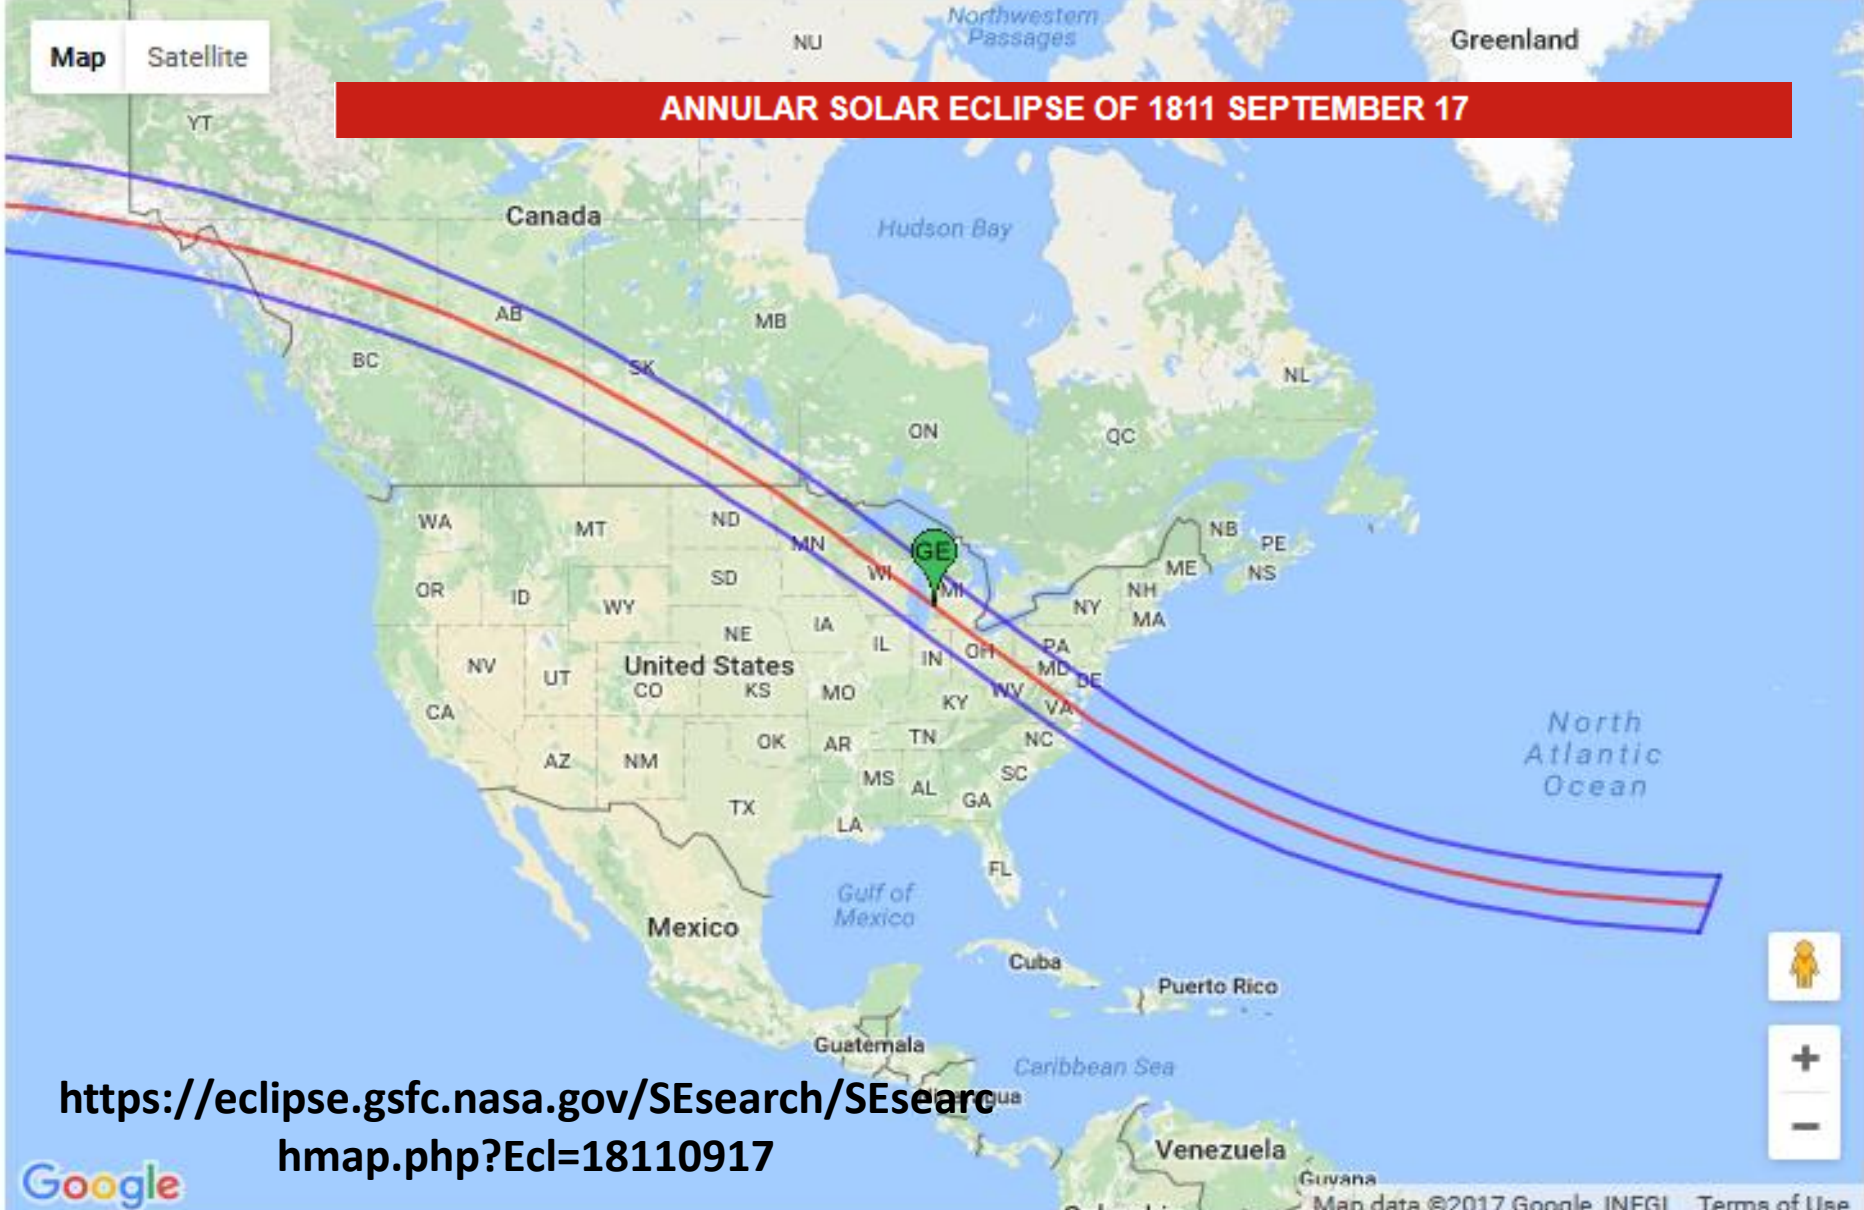 Map Satellite
Northwestern
Passages
NU
Greenland
ANNULAR SOLAR ECLIPSE OF 1811 SEPTEMBER 17
YT
Canada
Hudson Bay
AB
MB
BC
SK
NL
ON
QC
WA
MT
ND
MN
GE
NB
PE
NS
ME
OR
ID
WY
SD
WI
MI
NH
NY
MA
NE
IA
IL
IN
OH
PA
MD
DE
NV
UT
United States
CO
KS
MO
KY
WV
VA
CA
AZ
NM
OK
AR
TN
NC
MS
AL
SC
GA
TX
LA
FL
North
Atlantic
Ocean
Gulf of
Mexico
Mexico
Cuba
Puerto Rico
Guatemala
Caribbean Sea
https://eclipse.gsfc.nasa.gov/SEsearch/SEsearc
hmap.php?Ecl=18110917
Venezuela
Guyana
Google
Map data ©2017 Google, INEGI Terms of Use